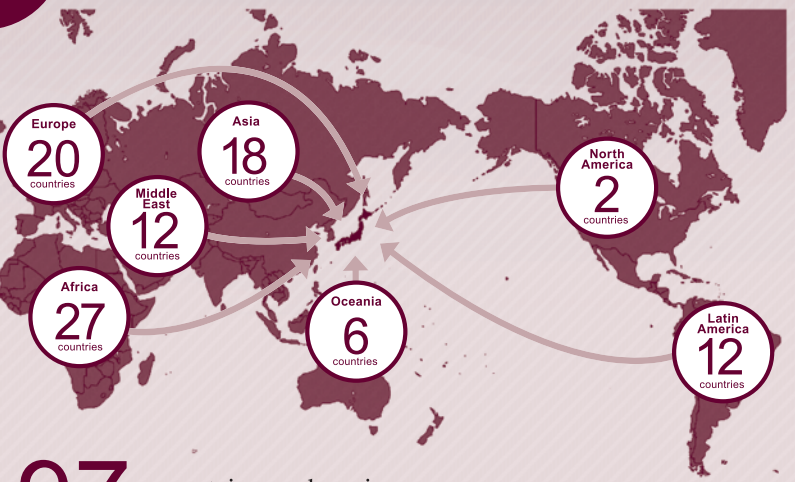 Europe
20
countries
Asia
18
countries
Middle
East
12
countries
Africa
27
countries
Oceania
6
countries
North
America
2
countries
Latin
America
12
countries
97